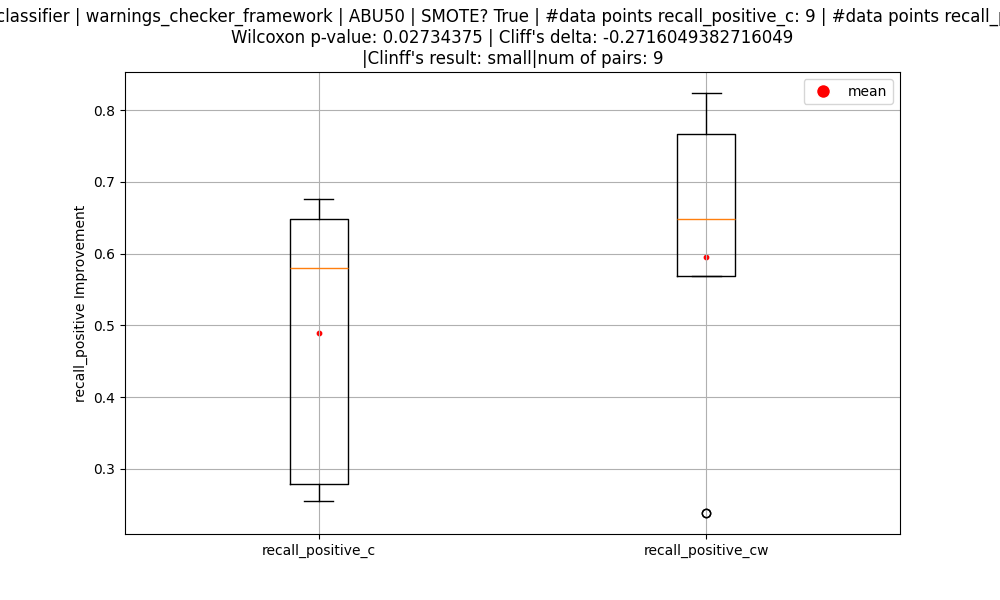 classifier | warnings_checker_framework | ABU50 | SMOTE? True | #data points recall_positive_c: 9 | #data points
Wilcoxon p-value: 0.02734375 | Cliff's delta: -0.2716049382716049
|Clinff's result: small|num of pairs: 9
mean
0.8
0.7
0.6
0.5
0.4
0.3
recall_positive Improvement
recall_positive_c
recall_positive_cw